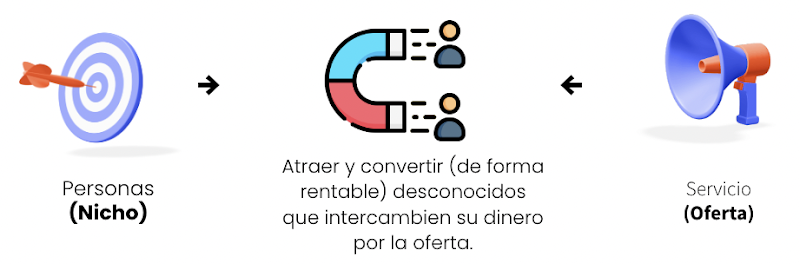 Personas
(Nicho)
Atraer y convertir (de forma
rentable) desconocidos
que intercambien su dinero
por la oferta.
Servicio
(Oferta)